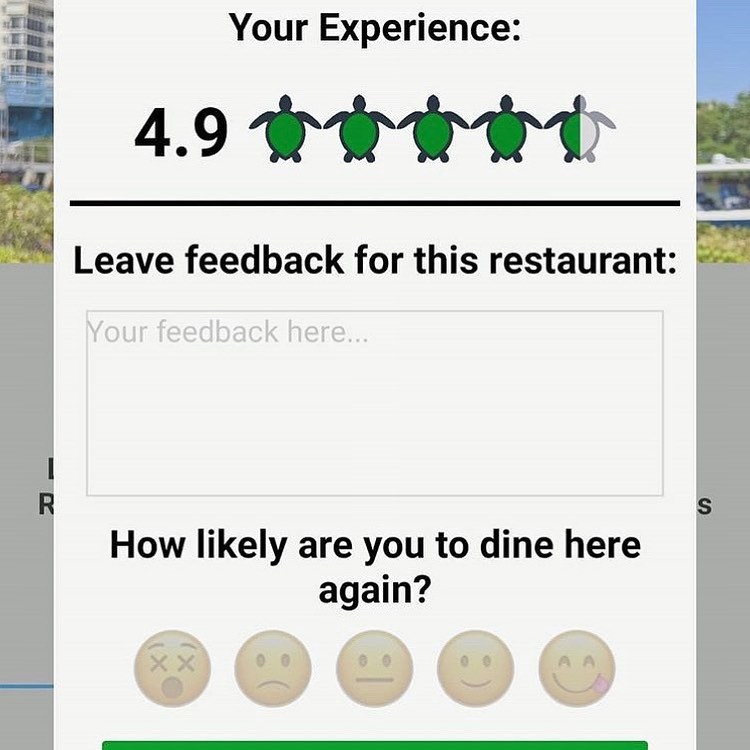 Your Experience:
4.9
Leave feedback for this restaurant:
Your feedback here...
R
s
How likely are you to dine here
again?